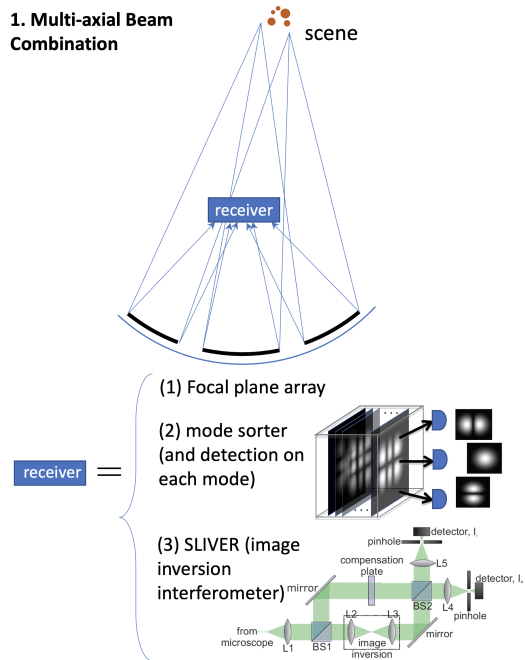 1. Multi-axial Beam
Combination
scene
receiver
(1) Focal plane array
(2) mode sorter
(and detection on
each mode)
receiver
(3) SLIVER (image
inversion
interferometer)
detector, I
pinhole
compensation
plate
L5
mirror
detector, I
BS2
L4
pinhole
L2
L3
from
microscope
L1
BS1
image
inversion
mirror